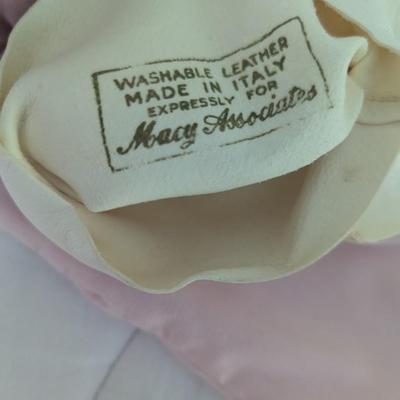 WASHABLE LEATHER
MADE IN ITALY
EXPRESSLY FOR
Macy Associates